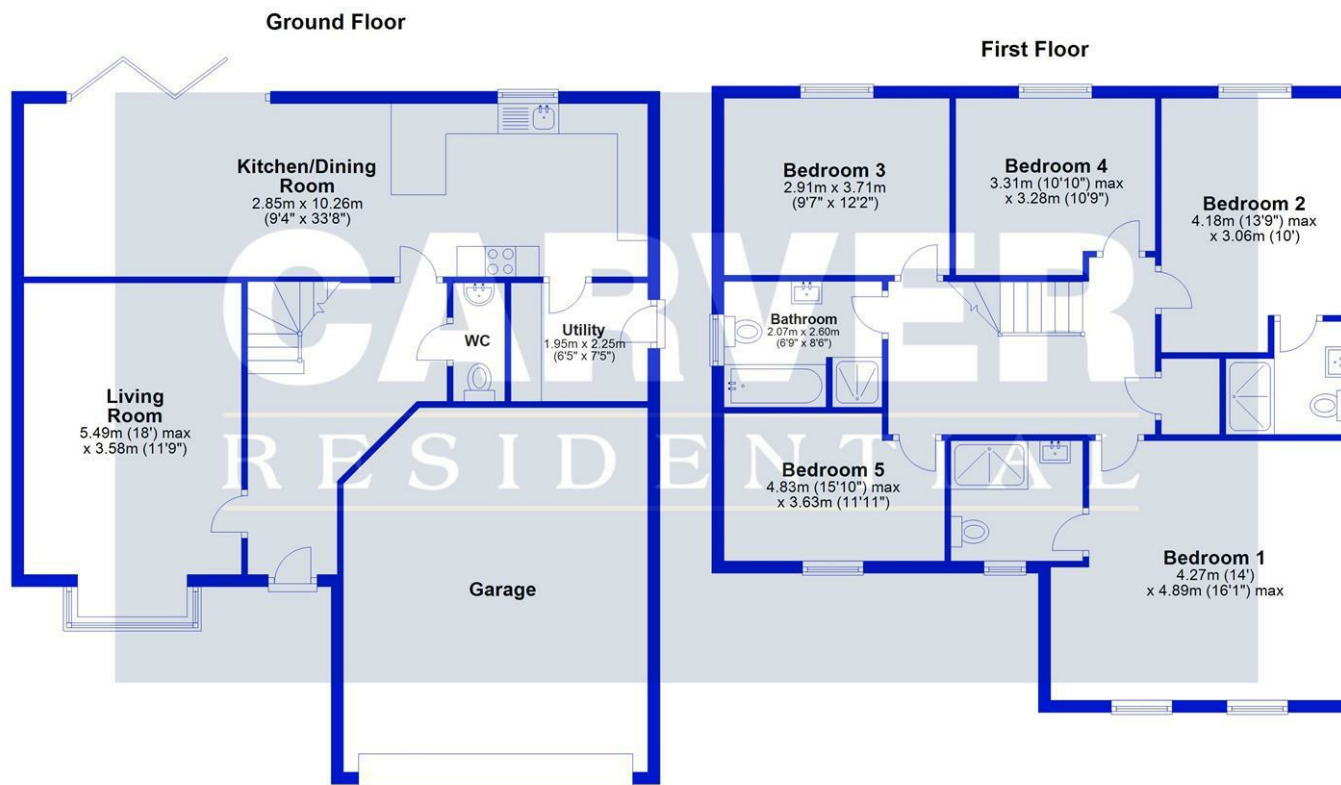 Ground Floor
Kitchen/Dining
Room
2.85m x 10.26m
(9'4" x 33'8")
WC
Utility
1.95m x 2.25m
(6'5" x 7'5")
Living
Room
5.49m (18') max
x 3.58m (11'9")
Garage
First Floor
Bedroom 3
2.91m x 3.71m
(9'7" x 12'2")
Bedroom 4
3.31m (10'10") max
x 3.28m (10'9")
Bedroom 2
4.18m (13'9") max
x 3.06m (10')
Bathroom
2.07m x 2.60m
(6'9" x 8'6")
Bedroom 5
4.83m (15'10") max
x 3.63m (11'11")
Bedroom 1
4.27m (14')
x 4.89m (16'1") max
CARVER
RESIDENTIAL